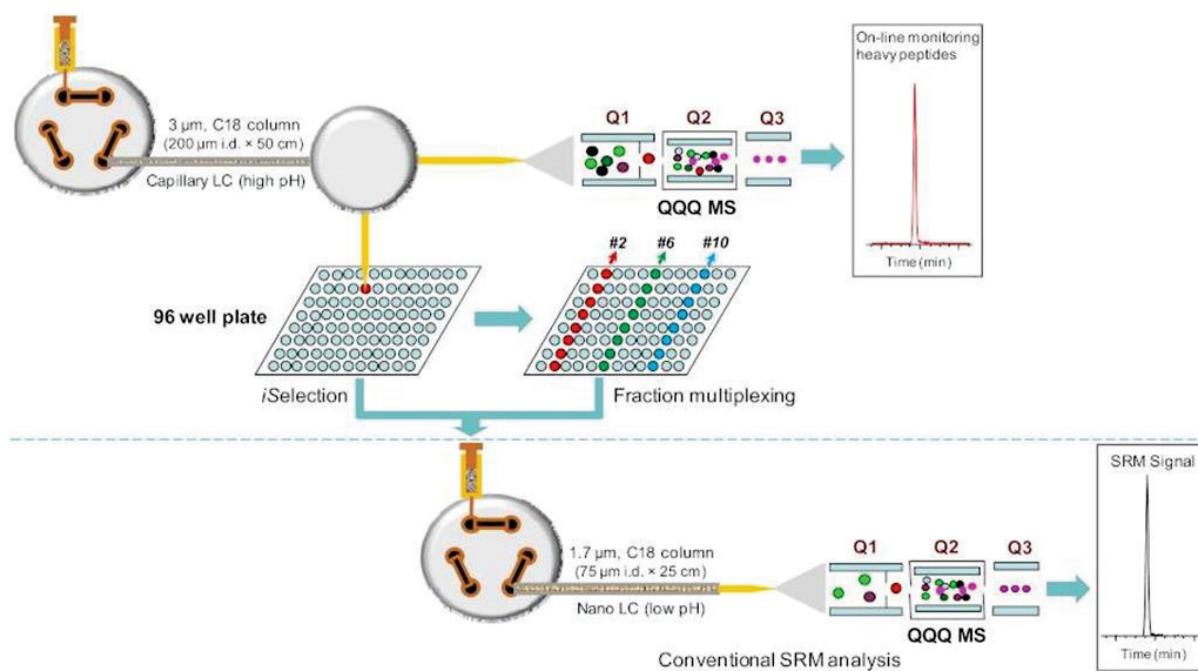 On-line monitoring
heavy peptides
Time (min)
3 µm, C18 column
(200 µm i.d. × 50 cm)
Capillary LC (high pH)
Q1 Q2 Q3
QQQ MS
#2 #6 #10
96 well plate
iSelection
Fraction multiplexing
SRM Signal
Time (min)
1.7 µm, C18 column
(75 µm i.d. × 25 cm)
Nano LC (low pH)
Q1 Q2 Q3
QQQ MS
Conventional SRM analysis